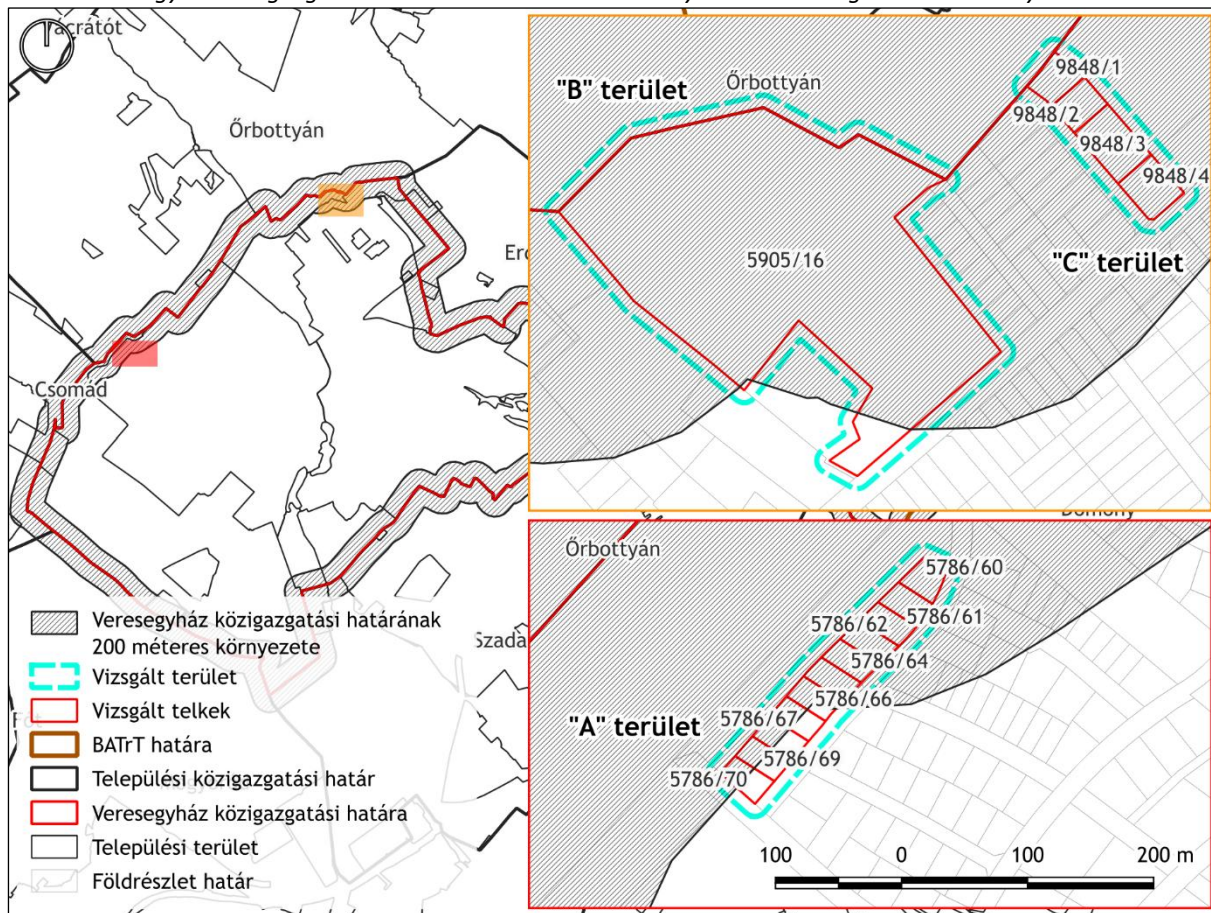 Őrbottyán
Csomád
Szada
"B" terület
Őrbottyán
9848/1
9848/2
9848/3
9848/4
"C" terület
5905/16
Őrbottyán
5786/60
5786/61
5786/62
5786/64
5786/66
5786/67
5786/69
5786/70
"A" terület
100 0 100 200 m
Veresegyház közigazgatási határának
200 méteres környezete
Vizsgált terület
Vizsgált telkek
BATrT határa
Települési közigazgatási határ
Veresegyház közigazgatási határa
Települési terület
Földrészlet határ